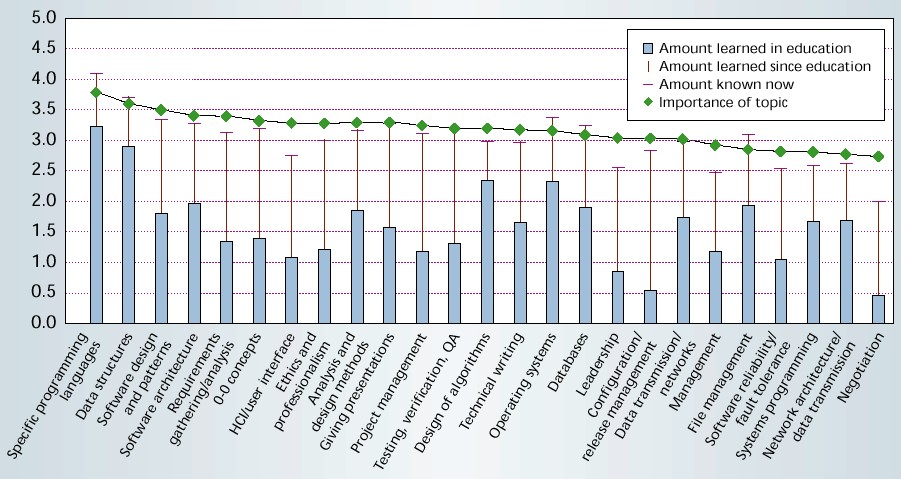 5.0
4.5
4.0
3.5
3.0
2.5
2.0
1.5
1.0
0.5
0.0
Amount learned in education
Amount learned since education
Amount known now
Importance of topic
Specific programming
languages
Data structures
Software design
and patterns
Software architecture
Requirements
gathering/analysis
0-0 concepts
HCI/user interface
Ethics and
professionalism
Analysis and
design methods
Giving presentations
Project management
Testing, verification, QA
Design of algorithms
Technical writing
Operating systems
Databases
Leadership
Configuration/
release management
Data transmission/
networks
Management
File management
Software reliability/
fault tolerance
Systems programming
Network architecture/
data tramission
Negotiation